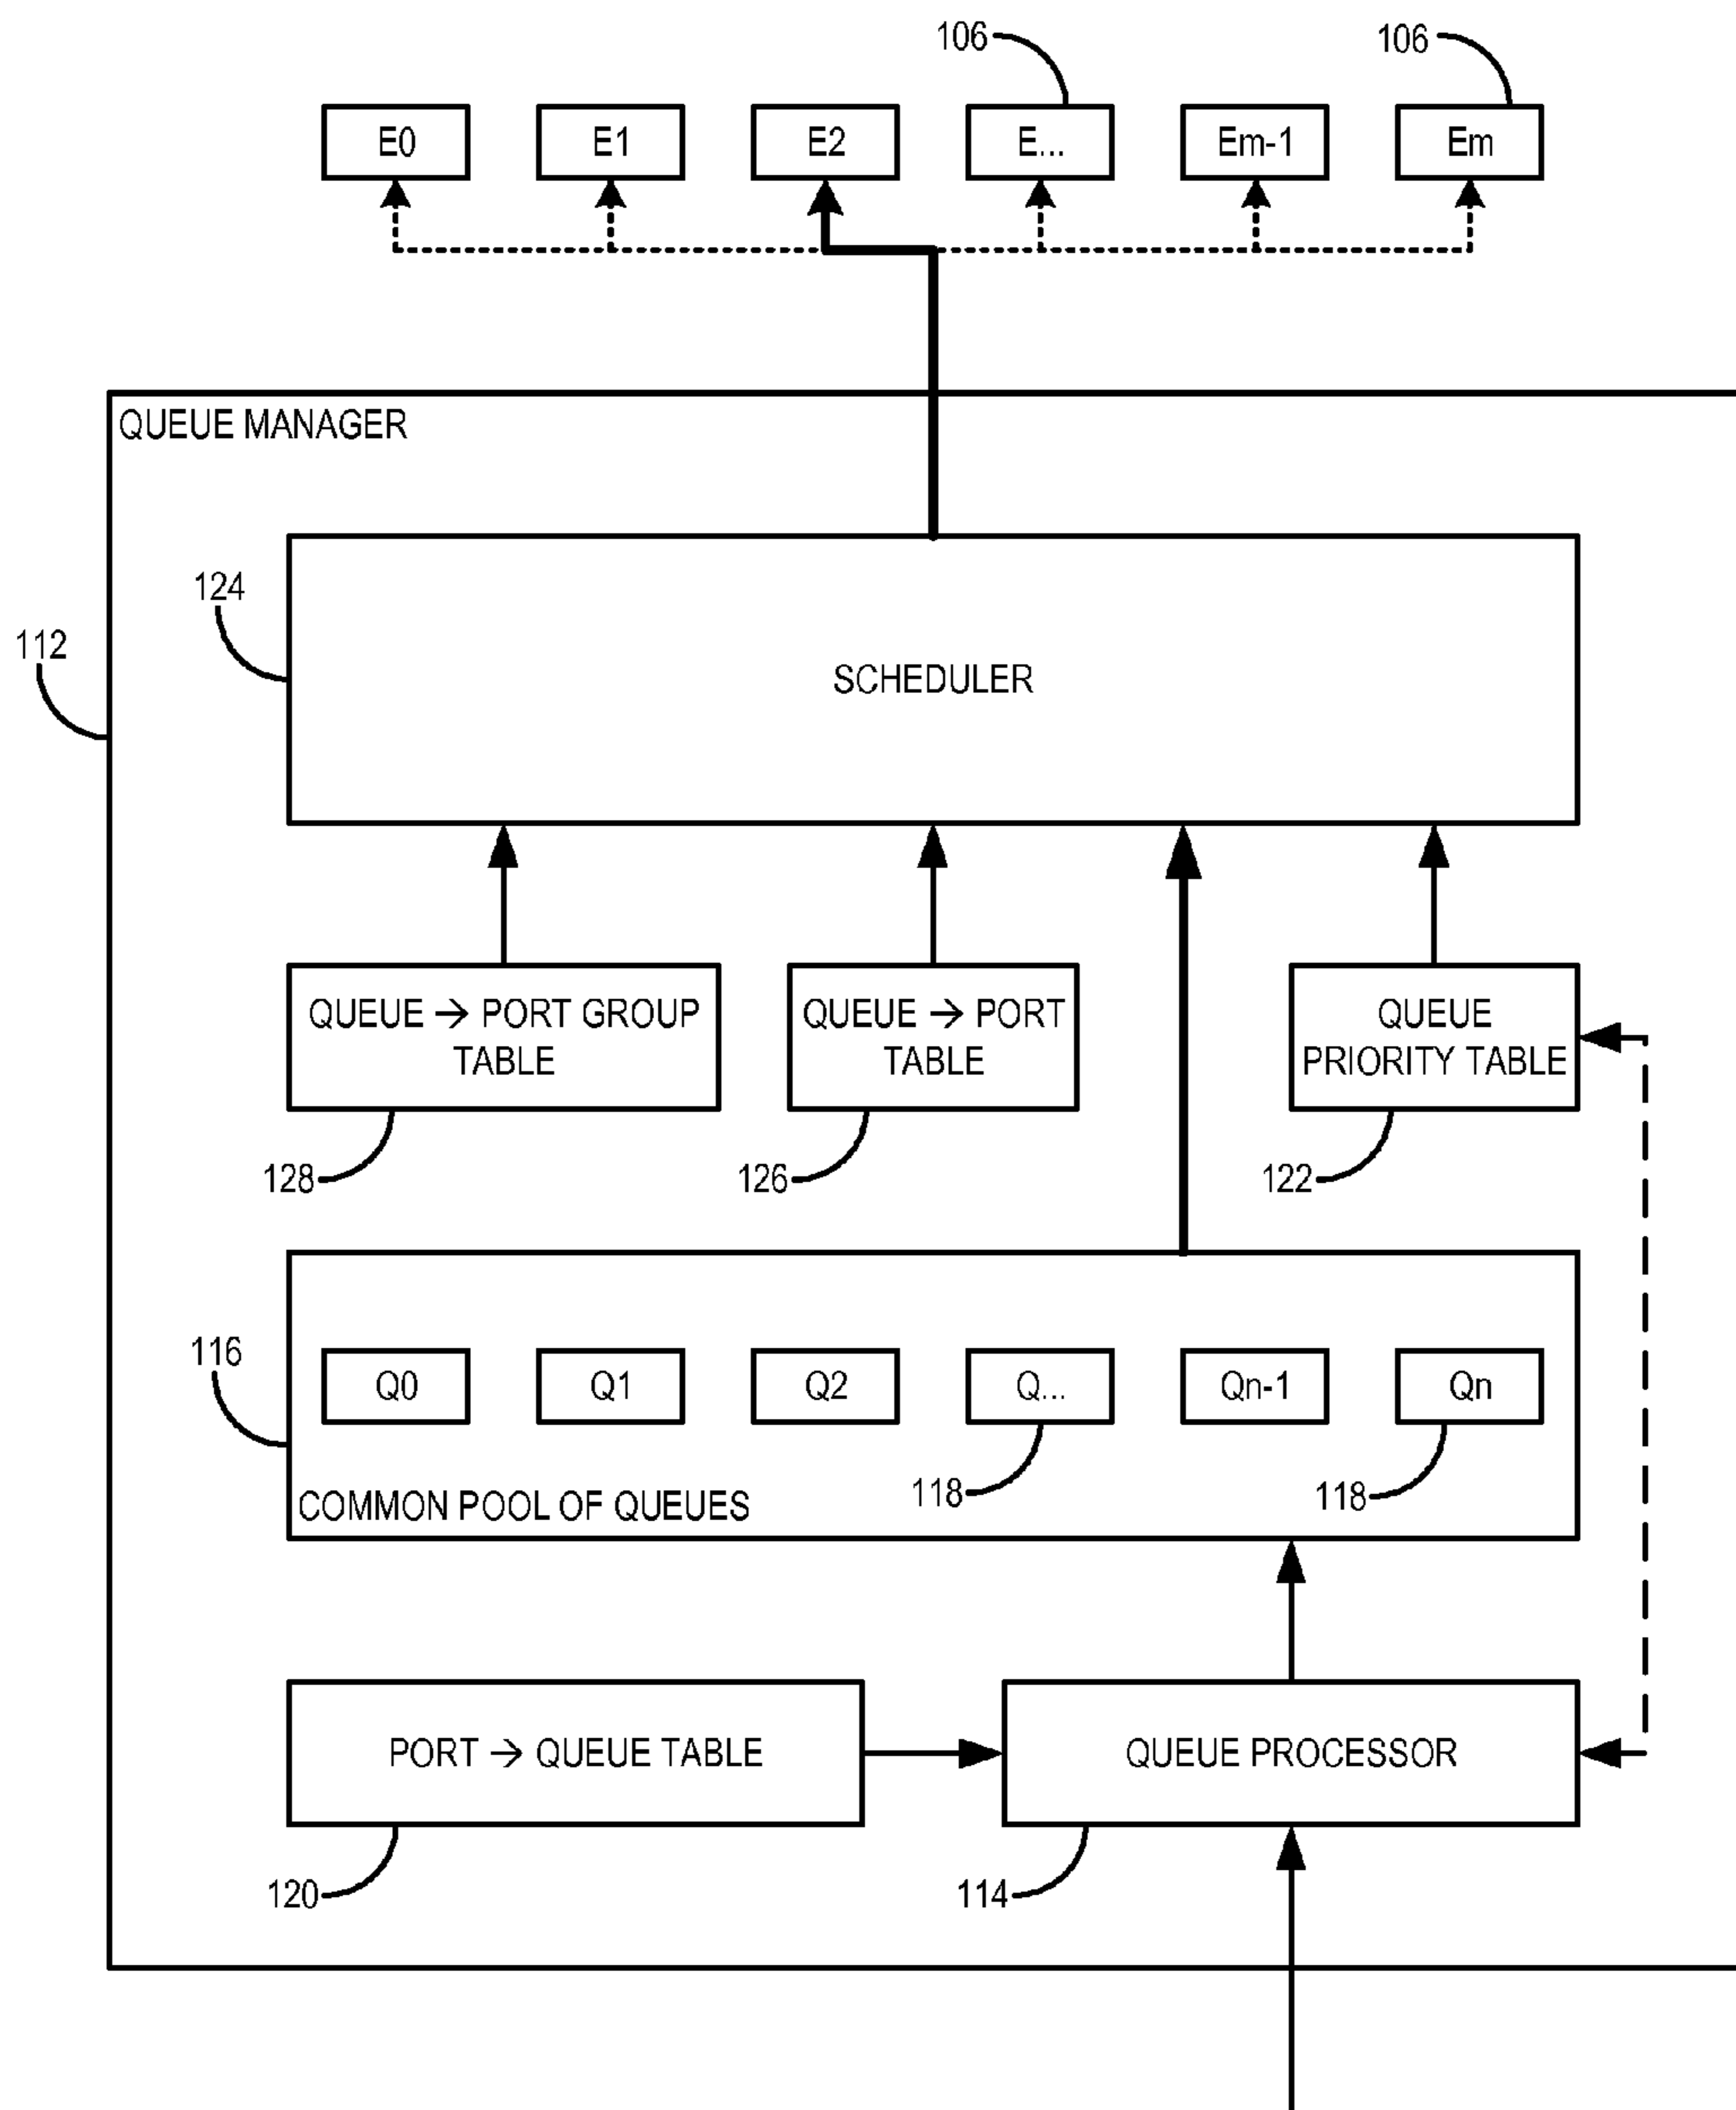 106
106
E0
E1
E2
E...
Em-1
Em
QUEUE MANAGER
124
112
SCHEDULER
QUEUE → PORT GROUP
TABLE
QUEUE → PORT
TABLE
QUEUE
PRIORITY TABLE
128
126
122
116
Q0
Q1
Q2
Q...
Qn-1
Qn
118
118
COMMON POOL OF QUEUES
PORT → QUEUE TABLE
QUEUE PROCESSOR
120
114